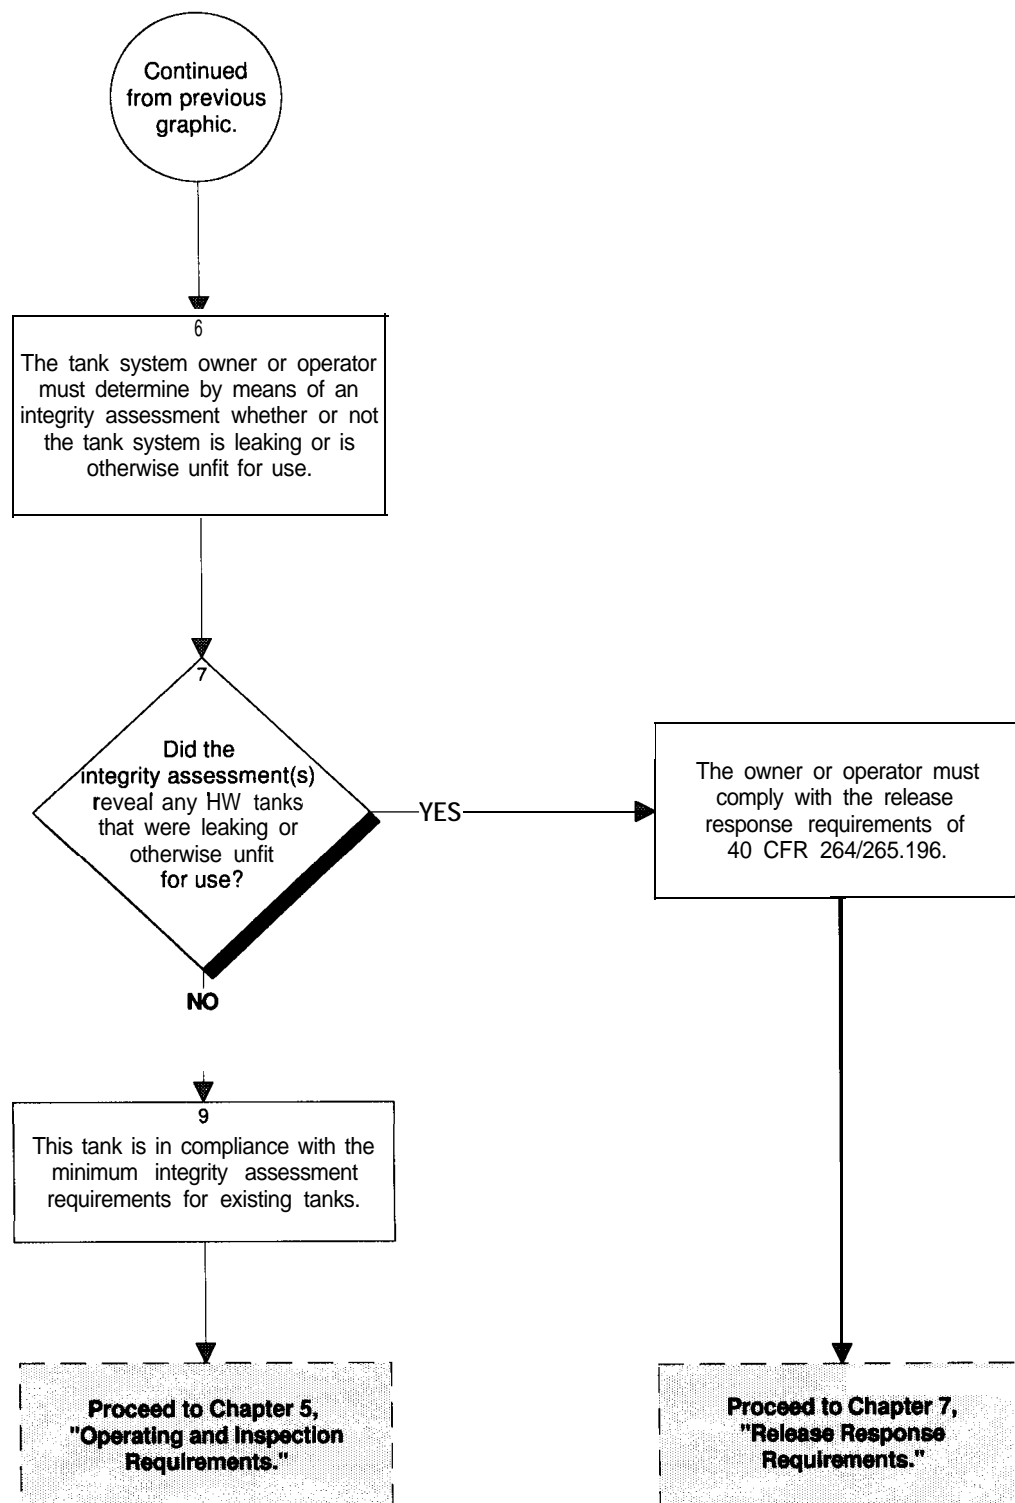 Continued
from previous
graphic.
6
The tank system owner or operator
must determine by means of an
integrity assessment whether or not
the tank system is leaking or is
otherwise unfit for use.
7
Did the
integrity assessment(s)
reveal any HW tanks
that were leaking or
otherwise unfit
for use?
YES
The owner or operator must
comply with the release
response requirements of
40 CFR 264/265.196.
NO
9
This tank is in compliance with the
minimum integrity assessment
requirements for existing tanks.
Proceed to Chapter 5,
"Operating and Inspection
Requirements."
Proceed to Chapter 7,
"Release Response
Requirements."